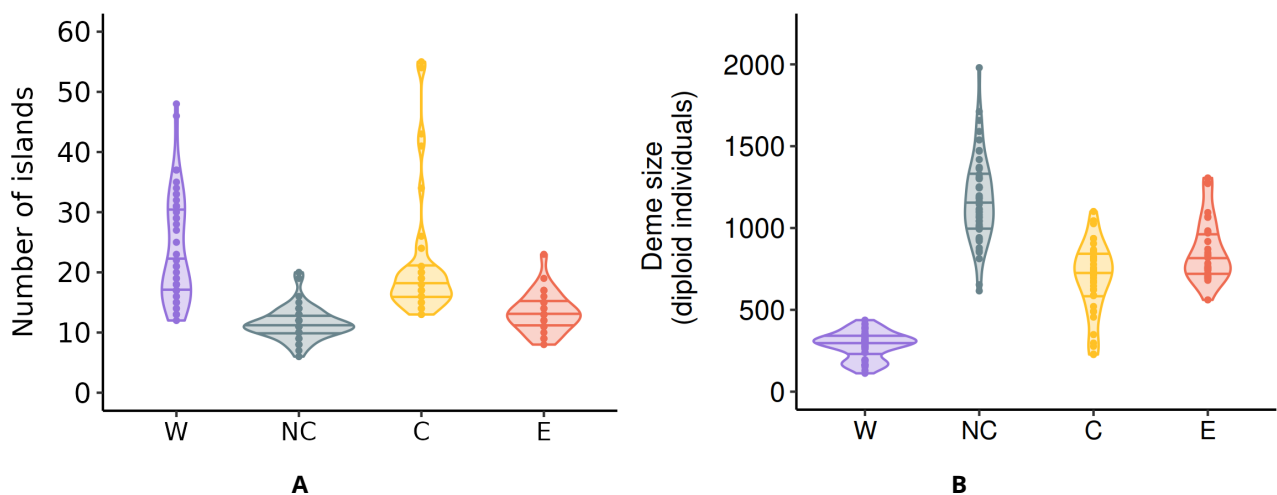 Number of islands
60
50
40
30
20
10
0
W NC C E
A
Deme size
(diploid individuals)
2000
1500
1000
500
0
W NC C E
B